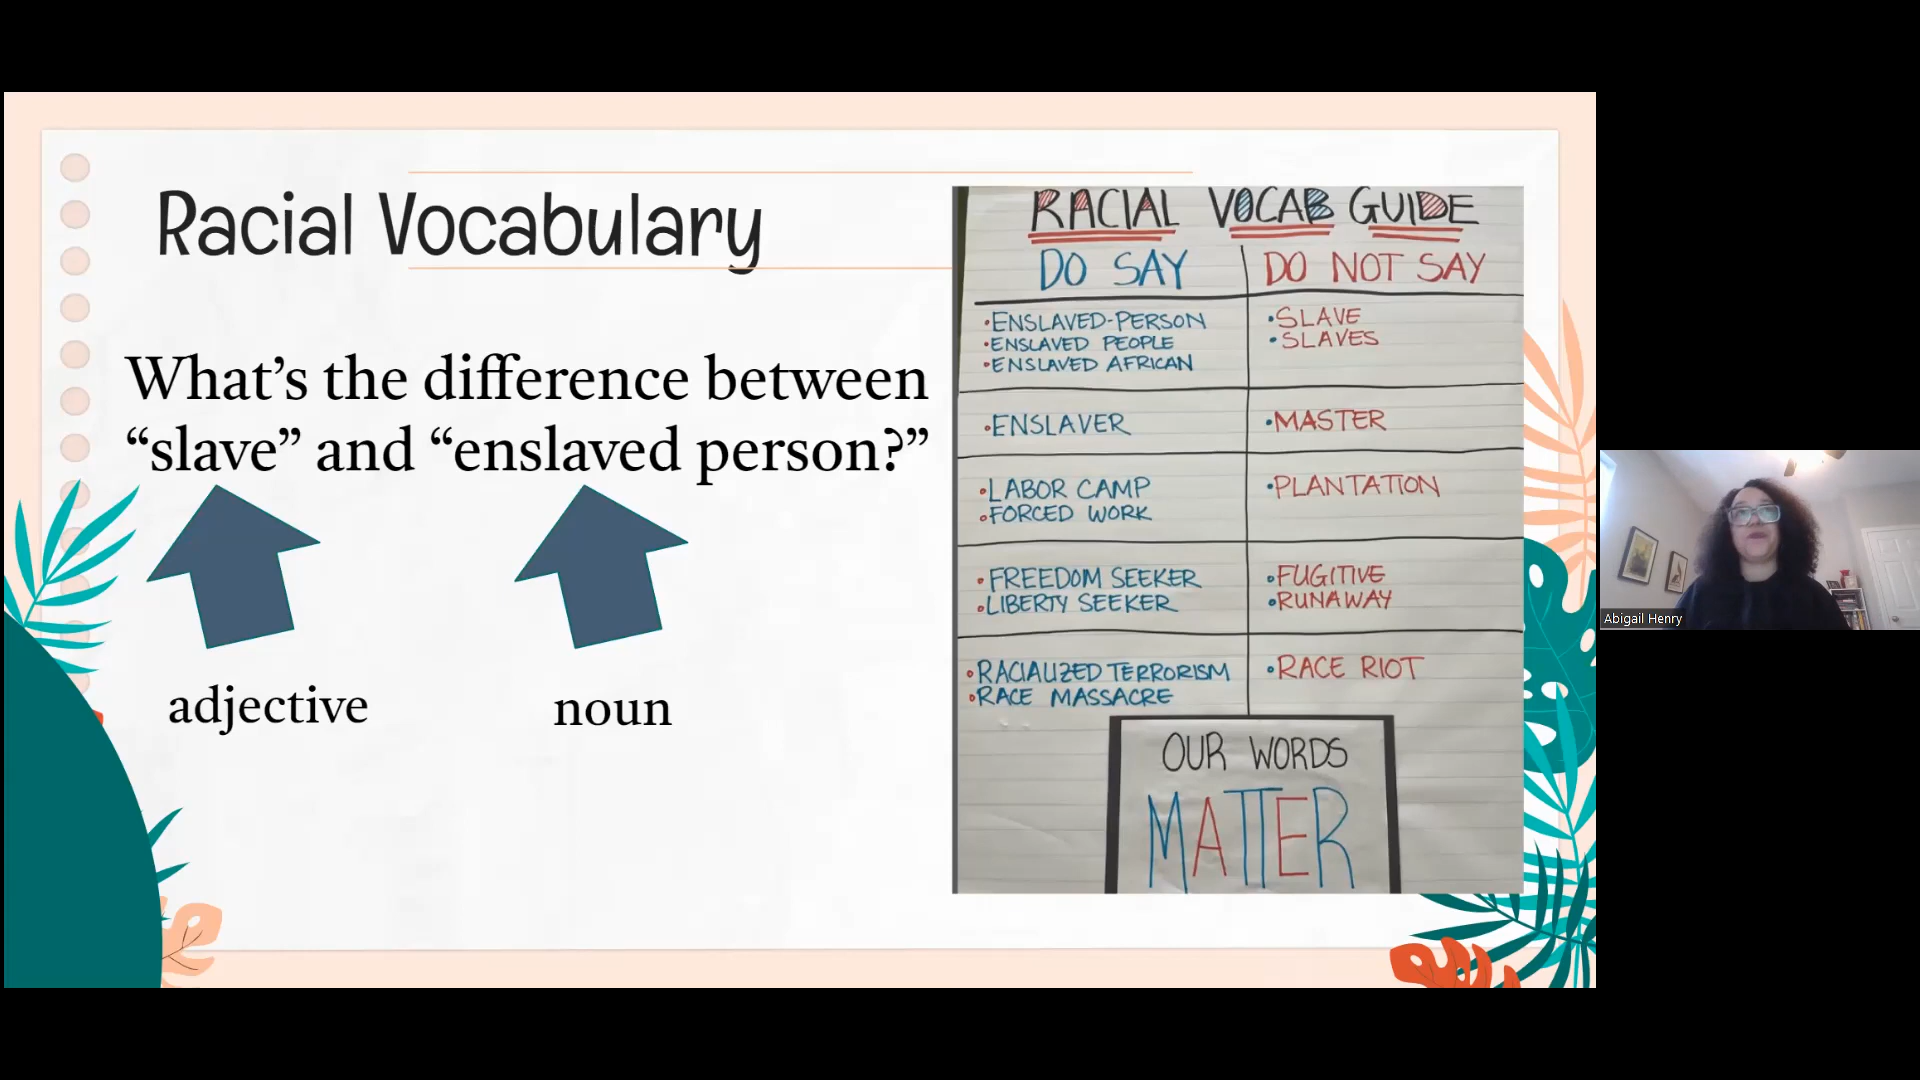 Racial Vocabulary
What’s the difference between
“slave” and “enslaved person?”
adjective
noun
RACIAL VOCAB GUIDE
DO SAY
DO NOT SAY
•ENSLAVED-PERSON
•ENSLAVED PEOPLE
•ENSLAVED AFRICAN
•SLAVE
•SLAVES
•ENSLAVER
•MASTER
•LABOR CAMP
•FORCED WORK
•PLANTATION
•FREEDOM SEEKER
•LIBERTY SEEKER
•FUGITIVE
•RUNAWAY
•RACIALIZED TERRORISM
•RACE MASSACRE
•RACE RIOT
OUR WORDS
MATTER
Abigail Henry